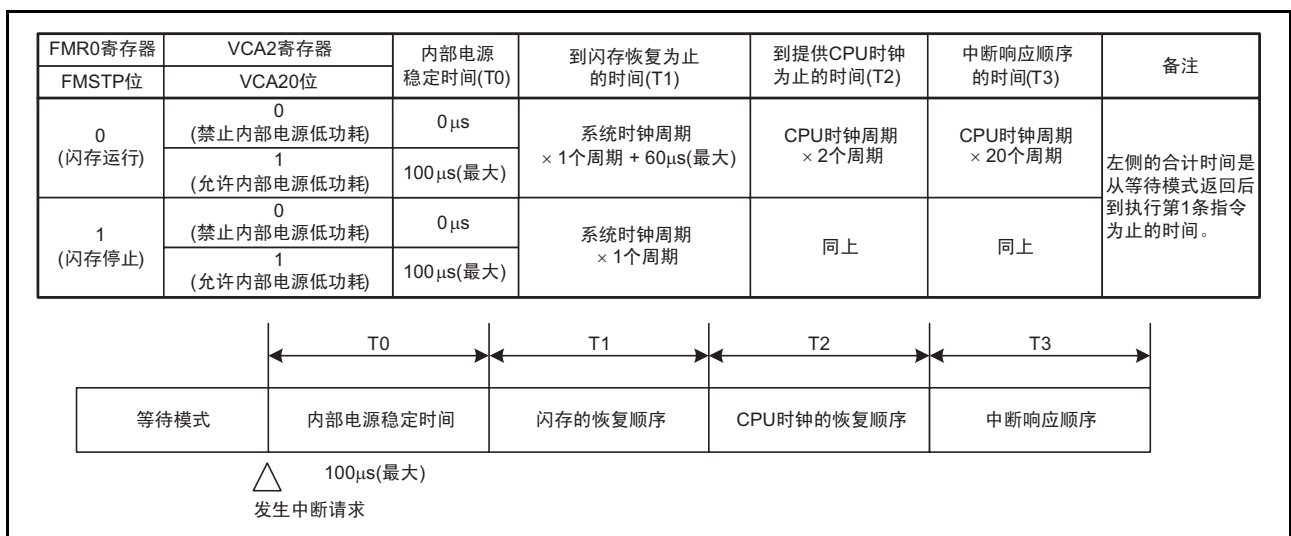 FMR0寄存器
VCA2寄存器
内部电源
稳定时间(T0)
到闪存恢复为止
的时间(T1)
到提供CPU时钟
为止的时间(T2)
中断响应顺序
的时间(T3)
备注
FMSTP位
VCA20位
0
(闪存运行)
0
(禁止内部电源低功耗)
0μs
系统时钟周期
× 1个周期 + 60μs(最大)
CPU时钟周期
× 2个周期
CPU时钟周期
× 20个周期
左侧的合计时间是
从等待模式返回后
到执行第1条指令
为止的时间。
1
(允许内部电源低功耗)
100μs(最大)
1
(闪存停止)
0
(禁止内部电源低功耗)
0μs
系统时钟周期
× 1个周期
同上
同上
1
(允许内部电源低功耗)
100μs(最大)
T0
T1
T2
T3
等待模式
内部电源稳定时间
闪存的恢复顺序
CPU时钟的恢复顺序
中断响应顺序
100μs(最大)
发生中断请求